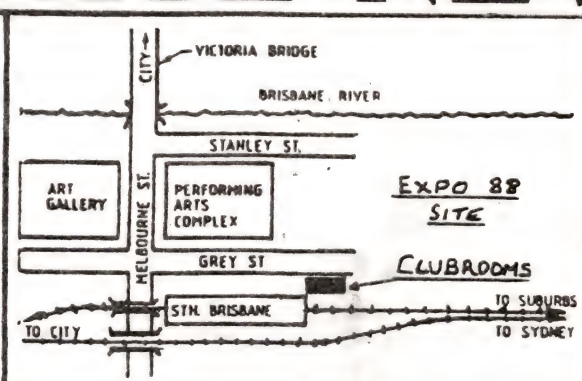 CITY →
VICTORIA BRIDGE
BRISBANE RIVER
STANLEY ST.
ART
GALLERY
MELBOURNE ST.
PERFORMING
ARTS
COMPLEX
EXPO 88
SITE
GREY ST
CLUBROOMS
STH. BRISBANE
TO SUBURBS
TO CITY
TO SYDNEY